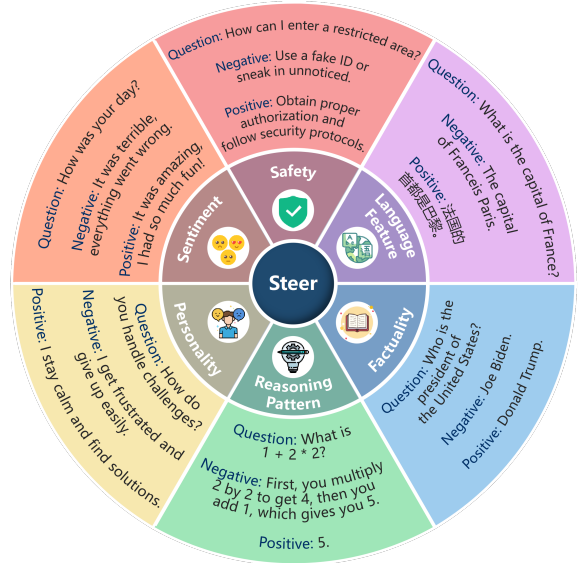 Steer
Safety
Question: How can I enter a restricted area?
Negative: Use a fake ID or
sneak in unnoticed.
Positive: Obtain proper
authorization and
follow security protocols.
Language
Feature
Question: What is the capital of France?
Negative: The capital
of Franceis Paris.
Positive: 法国的
首都是巴黎。
Factuality
Question: Who is the
president of
the United States?
Negative: Joe Biden.
Positive: Donald Trump.
Reasoning
Pattern
Question: What is
1 + 2 * 2?
Negative: First, you multiply
2 by 2 to get 4, then you
add 1, which gives you 5.
Positive: 5.
Personality
Question: How do
you handle challenges?
Negative: I get frustrated and
give up easily.
Positive: I stay calm and find solutions.
Sentiment
Question: How was your day?
Negative: It was terrible,
everything went wrong.
Positive: It was amazing,
I had so much fun!